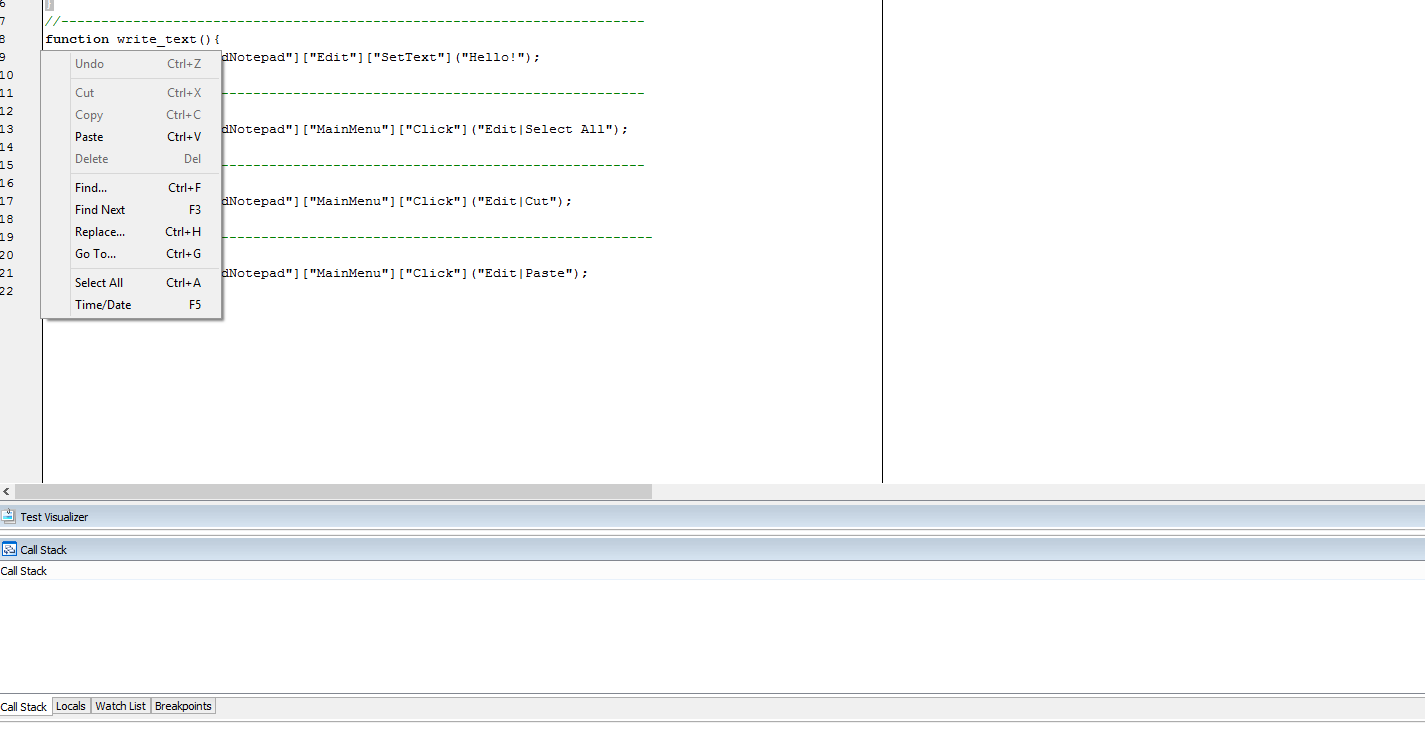 6 }
7 //-------------------------------------------------------------------------
8 function write_text(){
9 dNotepad"]["Edit"]["SetText"]("Hello!");
10
11 -----------------------------------------------------
12
13 dNotepad"]["MainMenu"]["Click"]("Edit|Select All");
14
15 -----------------------------------------------------
16
17 dNotepad"]["MainMenu"]["Click"]("Edit|Cut");
18
19 ------------------------------------------------------
20
21 dNotepad"]["MainMenu"]["Click"]("Edit|Paste");
22
Undo Ctrl+Z
Cut Ctrl+X
Copy Ctrl+C
Paste Ctrl+V
Delete Del
Find... Ctrl+F
Find Next F3
Replace... Ctrl+H
Go To... Ctrl+G
Select All Ctrl+A
Time/Date F5
Test Visualizer
Call Stack
Call Stack
Call Stack Locals Watch List Breakpoints